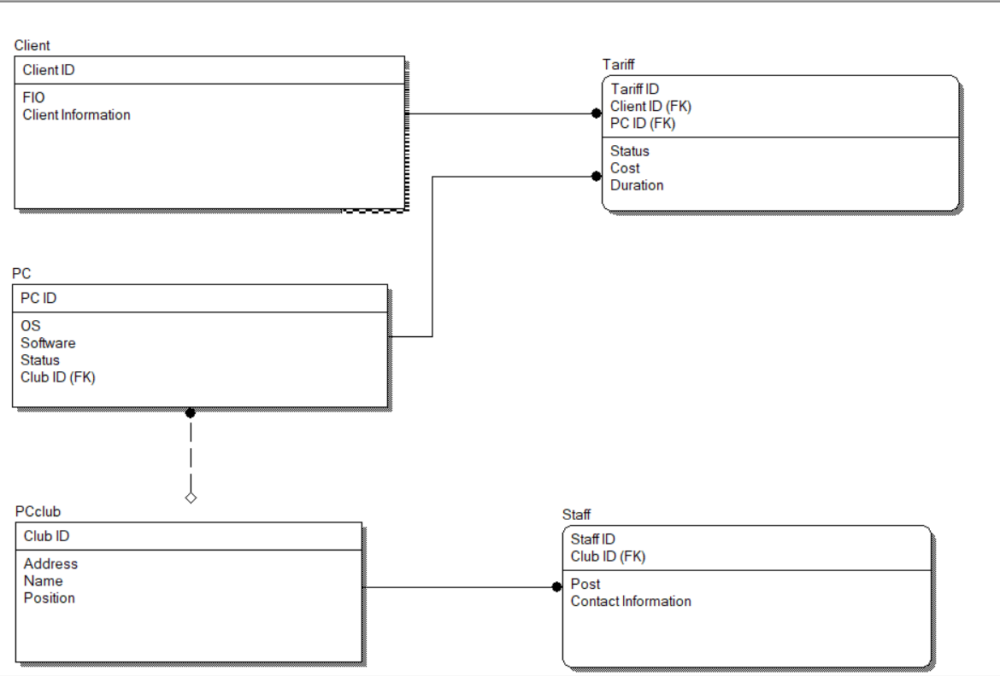 Client
Client ID
FIO
Client Information
Tariff
Tariff ID
Client ID (FK)
PC ID (FK)
Status
Cost
Duration
PC
PC ID
OS
Software
Status
Club ID (FK)
PCclub
Club ID
Address
Name
Position
Staff
Staff ID
Club ID (FK)
Post
Contact Information